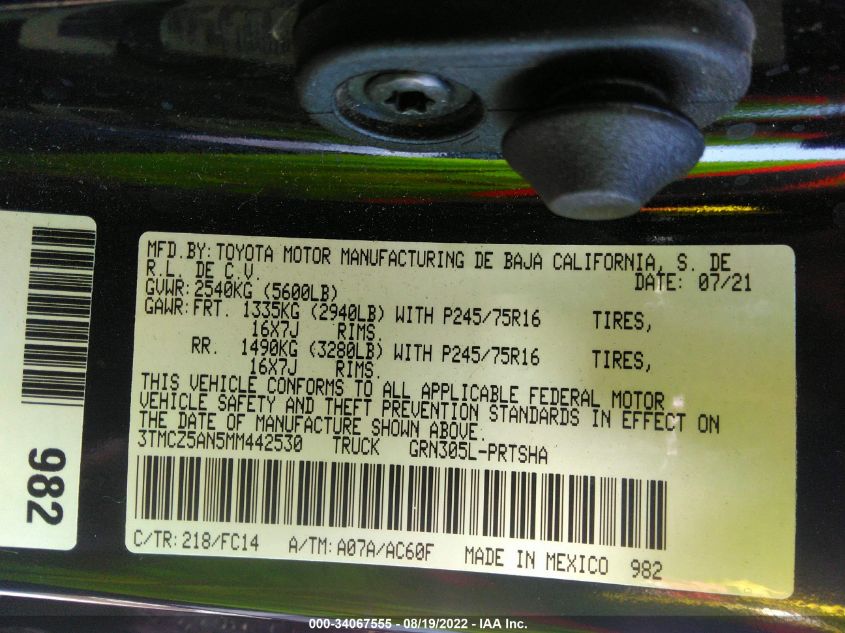 MFD.BY:TOYOTA MOTOR MANUFACTURING DE BAJA CALIFORNIA, S. DE
R.L. DE C.V.
DATE: 07/21
GVWR:2540KG (5600LB)
GAWR:FRT. 1335KG (2940LB) WITH P245/75R16 TIRES,
16X7J RIMS
RR. 1490KG (3280LB) WITH P245/75R16 TIRES,
16X7J RIMS.
THIS VEHICLE CONFORMS TO ALL APPLICABLE FEDERAL MOTOR
VEHICLE SAFETY AND THEFT PREVENTION STANDARDS IN EFFECT ON
THE DATE OF MANUFACTURE SHOWN ABOVE.
3TMCZ5AN5MM442530 TRUCK GRN305L-PRTSHA
C/TR:218/FC14 A/TM:A07A/AC60F MADE IN MEXICO 982
982
000-34067555 - 08/19/2022 - IAA Inc.